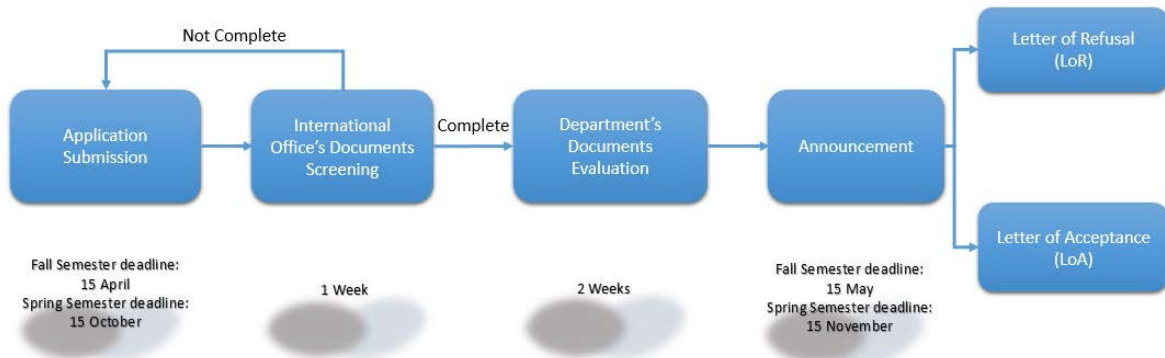 Not Complete
Application
Submission
International
Office's Documents
Screening
Complete
Department's
Documents
Evaluation
Announcement
Letter of Refusal
(LoR)
Letter of Acceptance
(LoA)
Fall Semester deadline:
15 April
Spring Semester deadline:
15 October
1 Week
2 Weeks
Fall Semester deadline:
15 May
Spring Semester deadline:
15 November